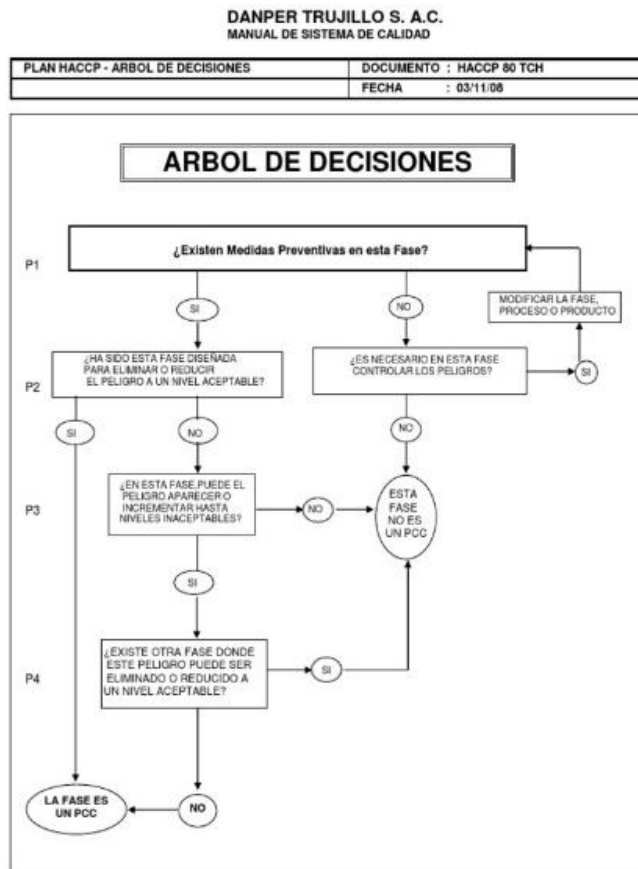 DANPER TRUJILLO S. A.C.
MANUAL DE SISTEMA DE CALIDAD
PLAN HACCP - ARBOL DE DECISIONES
DOCUMENTO : HACCP 80 TCH
FECHA : 03/11/08
ARBOL DE DECISIONES
P1
¿Existen Medidas Preventivas en esta Fase?
MODIFICAR LA FASE,
PROCESO O PRODUCTO
SI
NO
P2
¿HA SIDO ESTA FASE DISEÑADA
PARA ELIMINAR O REDUCIR
EL PELIGRO A UN NIVEL ACEPTABLE?
¿ES NECESARIO EN ESTA FASE
CONTROLAR LOS PELIGROS?
SI
SI
NO
NO
P3
¿EN ESTA FASE,PUEDE EL
PELIGRO APARECER O
INCREMENTAR HASTA
NIVELES INACEPTABLES?
NO
ESTA
FASE
NO ES
UN PCC
SI
P4
¿EXISTE OTRA FASE DONDE
ESTE PELIGRO PUEDE SER
ELIMINADO O REDUCIDO A
UN NIVEL ACEPTABLE?
SI
LA FASE ES
UN PCC
NO